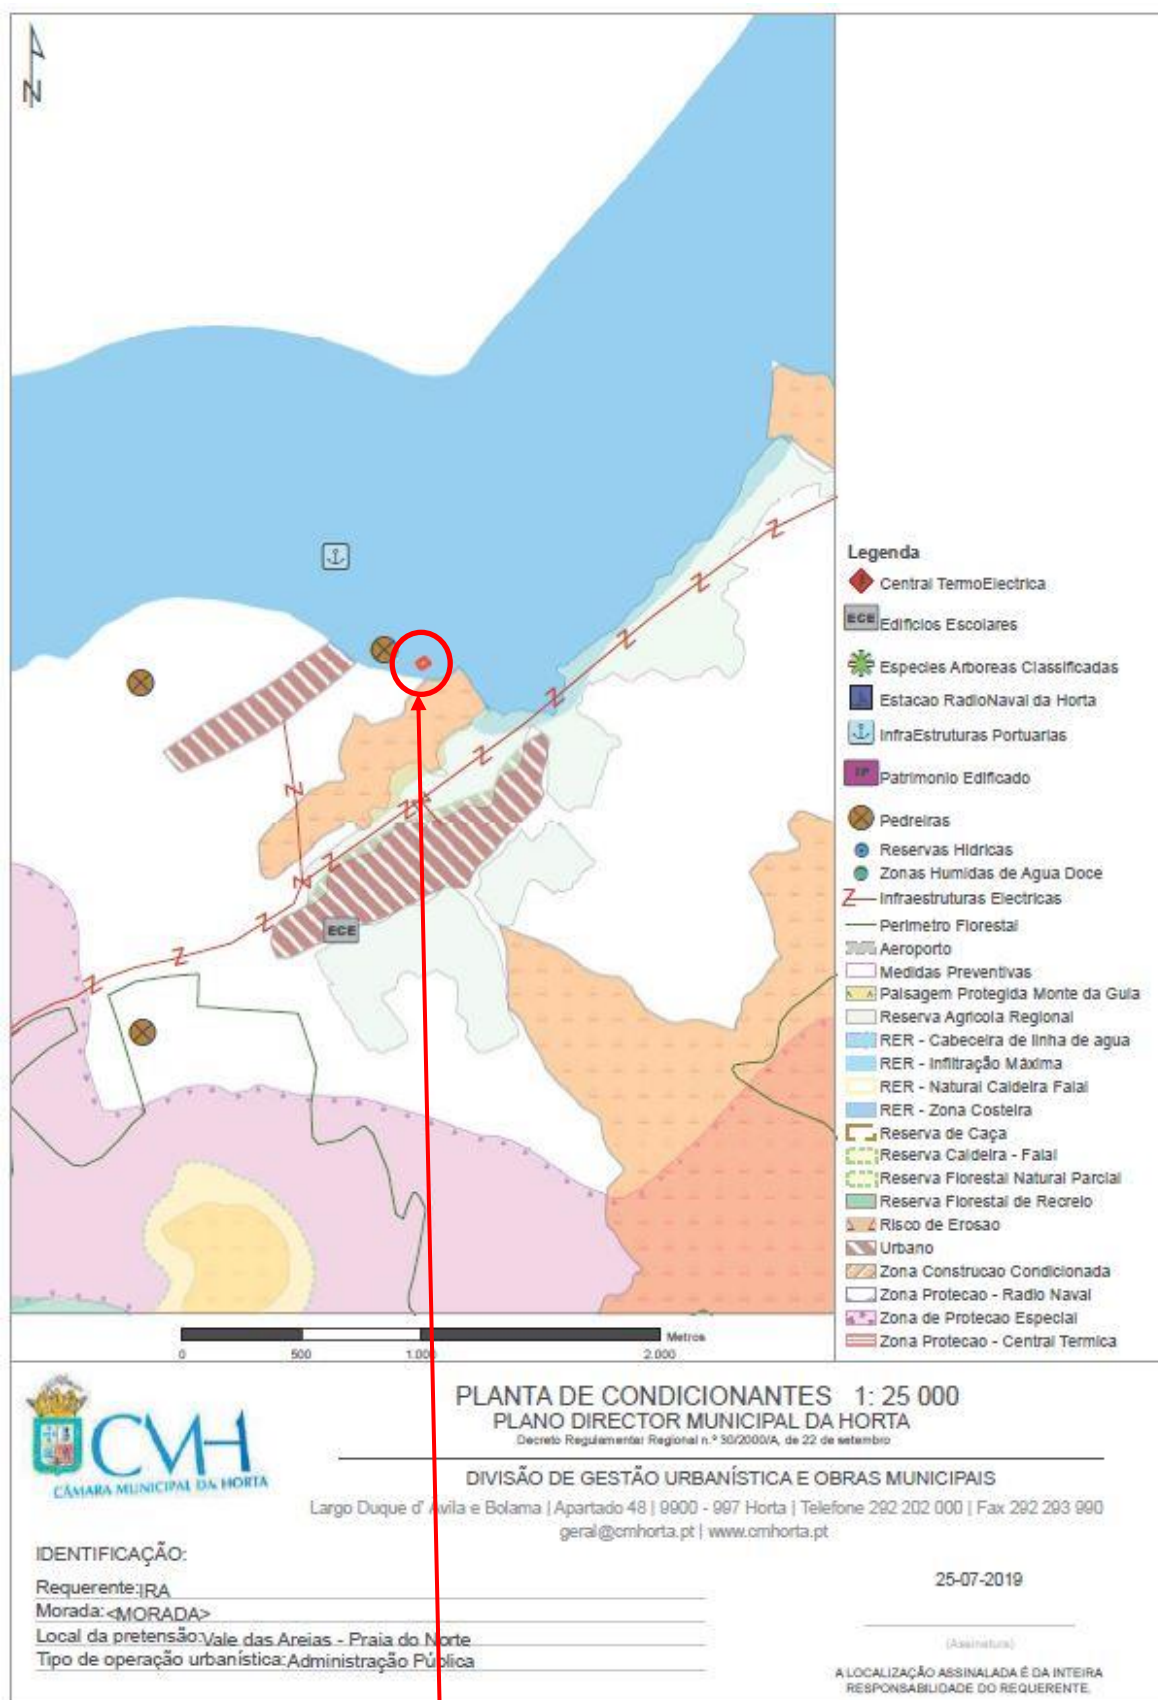 N
ECE
Z
Z
Z
Z
Z
Z
Z
Z
Z
Z
Z
N
N
Legenda
Central TermoElectrica
ECE Edificios Escolares
Especies Arboreas Classificadas
Estacao RadioNaval da Horta
InfraEstruturas Portuarias
Patrimonio Edificado
Pedreiras
Reservas Hidricas
Zonas Humidas de Agua Doce
Z Infraestruturas Electricas
Perimetro Florestal
Aeroporto
Medidas Preventivas
Paisagem Protegida Monte da Guia
Reserva Agricola Regional
RER - Cabeceira de linha de agua
RER - Infiltração Máxima
RER - Natural Caldeira Faial
RER - Zona Costeira
Reserva de Caça
Reserva Caldeira - Faial
Reserva Florestal Natural Parcial
Reserva Florestal de Recreio
Risco de Erosao
Urbano
Zona Construcao Condicionada
Zona Protecao - Radio Naval
Zona de Protecao Especial
Zona Protecao - Central Termica
Metros
0 500 1.000 2.000
CMH
CÂMARA MUNICIPAL DA HORTA
PLANTA DE CONDICIONANTES 1: 25 000
PLANO DIRECTOR MUNICIPAL DA HORTA
Decreto Regulamentar Regional n.º 30/2000/A, de 22 de setembro
DIVISÃO DE GESTÃO URBANÍSTICA E OBRAS MUNICIPAIS
Largo Duque d' Avila e Bolama | Apartado 48 | 9900 - 997 Horta | Telefone 292 202 000 | Fax 292 293 990
geral@cmhorta.pt | www.cmhorta.pt
IDENTIFICAÇÃO:
Requerente:IRA
Morada:<MORADA>
Local da pretensão:Vale das Areias - Praia do Norte
Tipo de operação urbanística:Administração Pública
25-07-2019
(Assinatura)
A LOCALIZAÇÃO ASSINALADA É DA INTEIRA
RESPONSABILIDADE DO REQUERENTE.